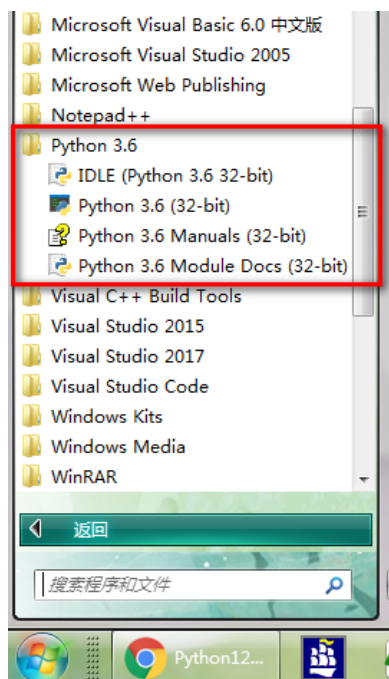 Microsoft Visual Basic 6.0 中文版
Microsoft Visual Studio 2005
Microsoft Web Publishing
Notepad++
Python 3.6
IDLE (Python 3.6 32-bit)
Python 3.6 (32-bit)
Python 3.6 Manuals (32-bit)
Python 3.6 Module Docs (32-bit)
Visual C++ Build Tools
Visual Studio 2015
Visual Studio 2017
Visual Studio Code
Windows Kits
Windows Media
WinRAR
返回
搜索程序和文件
Python12...